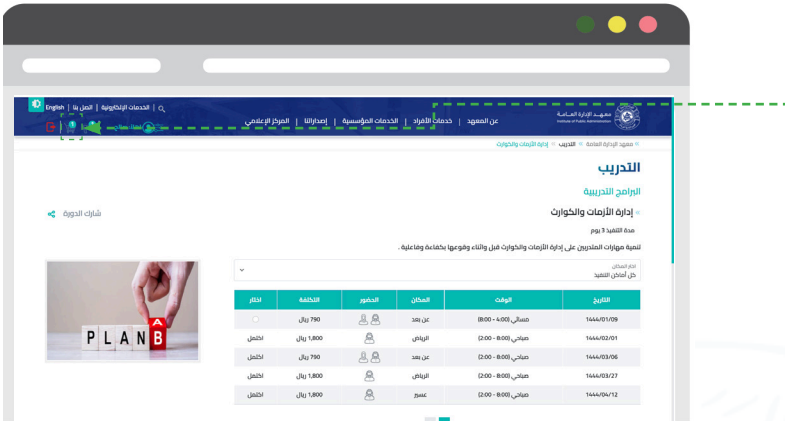 الخدمات الإلكترونية | اتصل بنا | English
معهد الإدارة العامة
Institute of Public Administration
عن المعهد | خدمات الأفراد | الخدمات المؤسسية | إصداراتنا | المركز الإعلامي
معهد الإدارة العامة » التدريب » إدارة الأزمات والكوارث
التدريب
البرامج التدريبية
إدارة الأزمات والكوارث
شارك الدورة
مدة التنفيذ 3 يوم
تنمية مهارات المتدربين على إدارة الأزمات والكوارث قبل واثناء وقوعها بكفاءة وفاعلية .
اختر المكان
كل أماكن التنفيذ
التاريخ الوقت المكان الحضور التكلفة اختار
1444/01/09 مسائي (4:00 - 8:00) عن بعد 790 ريال
1444/02/01 صباحي (8:00 - 2:00) الرياض 1,800 ريال اكتمل
1444/03/06 صباحي (8:00 - 2:00) عن بعد 790 ريال اكتمل
1444/03/27 صباحي (8:00 - 2:00) الرياض 1,800 ريال اكتمل
1444/04/12 صباحي (8:00 - 2:00) عسير 1,800 ريال اكتمل
PLAN A
B